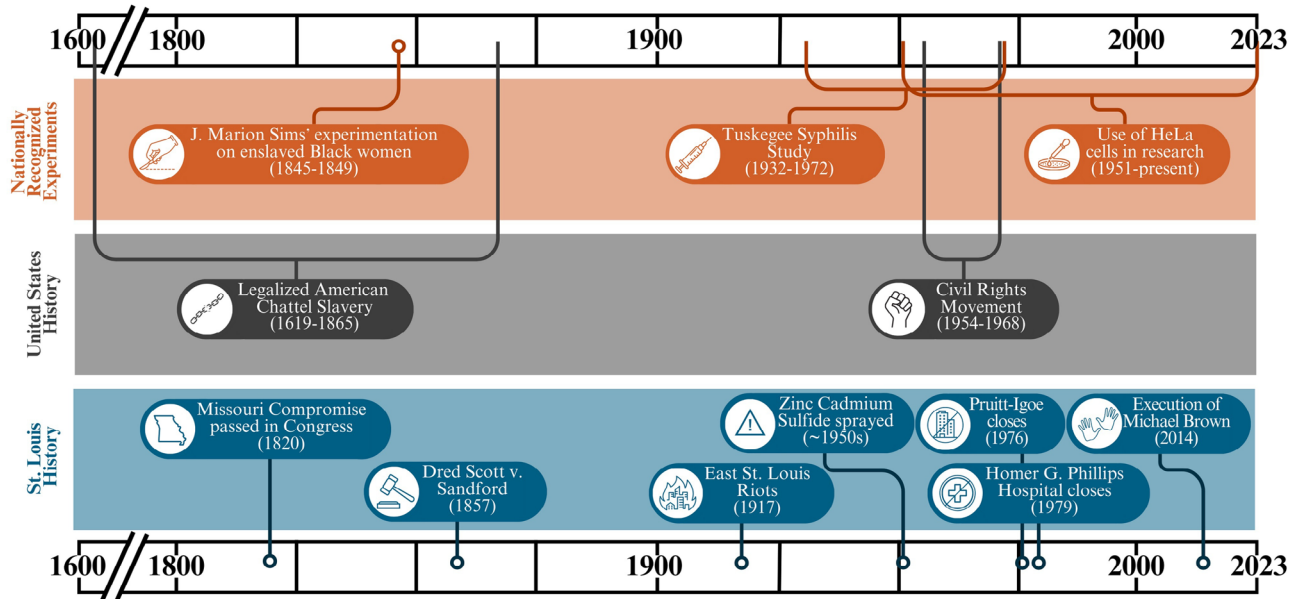 1600
1800
1900
2000
2023
Nationally
Recognized
Experiments
J. Marion Sims' experimentation
on enslaved Black women
(1845-1849)
Tuskegee Syphilis
Study
(1932-1972)
Use of HeLa
cells in research
(1951-present)
United States
History
Legalized American
Chattel Slavery
(1619-1865)
Civil Rights
Movement
(1954-1968)
St. Louis
History
Missouri Compromise
passed in Congress
(1820)
Dred Scott v.
Sandford
(1857)
East St. Louis
Riots
(1917)
Zinc Cadmium
Sulfide sprayed
(~1950s)
Pruitt-Igoe
closes
(1976)
Homer G. Phillips
Hospital closes
(1979)
Execution of
Michael Brown
(2014)
1600
1800
1900
2000
2023